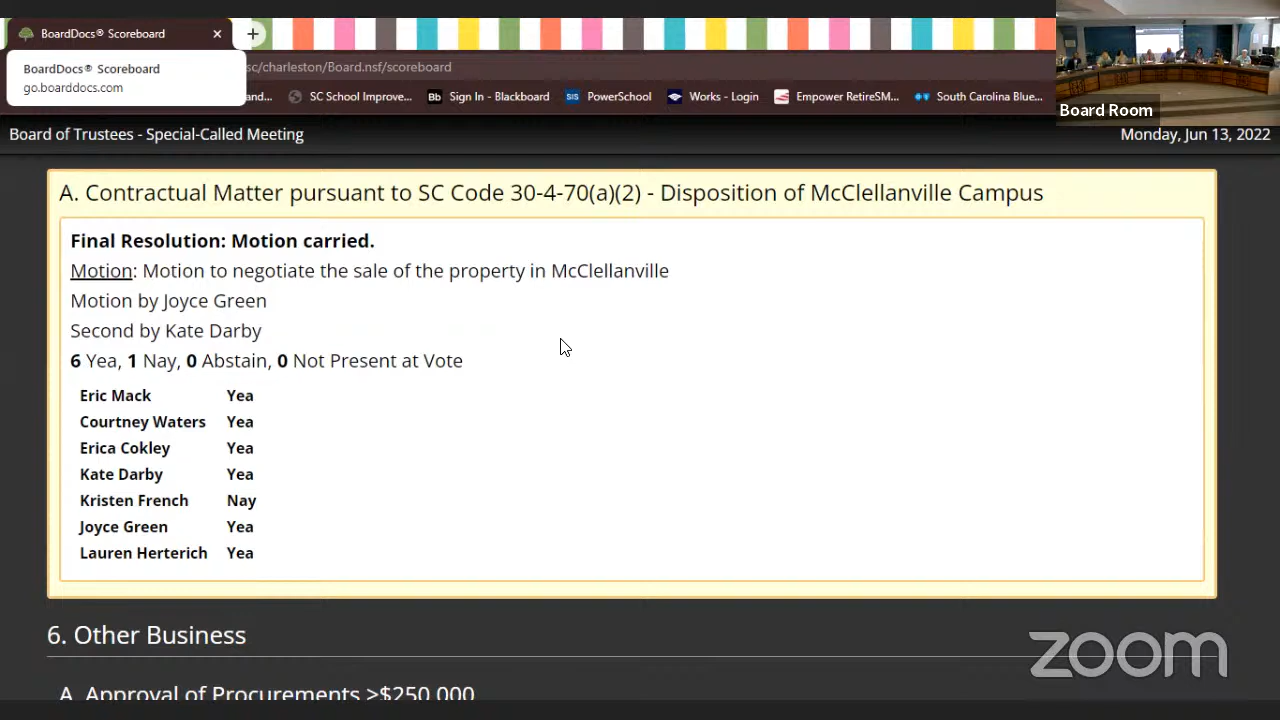 BoardDocs® Scoreboard
BoardDocs® Scoreboard
go.boarddocs.com
sc/charleston/Board.nsf/scoreboard
and...
SC School Improve...
Bb
Sign In - Blackboard
SIS
PowerSchool
Works - Login
Empower RetireSM...
South Carolina Blue...
Board Room
Board of Trustees - Special-Called Meeting
Monday, Jun 13, 2022
A. Contractual Matter pursuant to SC Code 30-4-70(a)(2) - Disposition of McClellanville Campus
Final Resolution: Motion carried.
Motion: Motion to negotiate the sale of the property in McClellanville
Motion by Joyce Green
Second by Kate Darby
6 Yea, 1 Nay, 0 Abstain, 0 Not Present at Vote
Eric Mack Yea
Courtney Waters Yea
Erica Cokley Yea
Kate Darby Yea
Kristen French Nay
Joyce Green Yea
Lauren Herterich Yea
6. Other Business
A. Approval of Procurements >$250,000
zoom